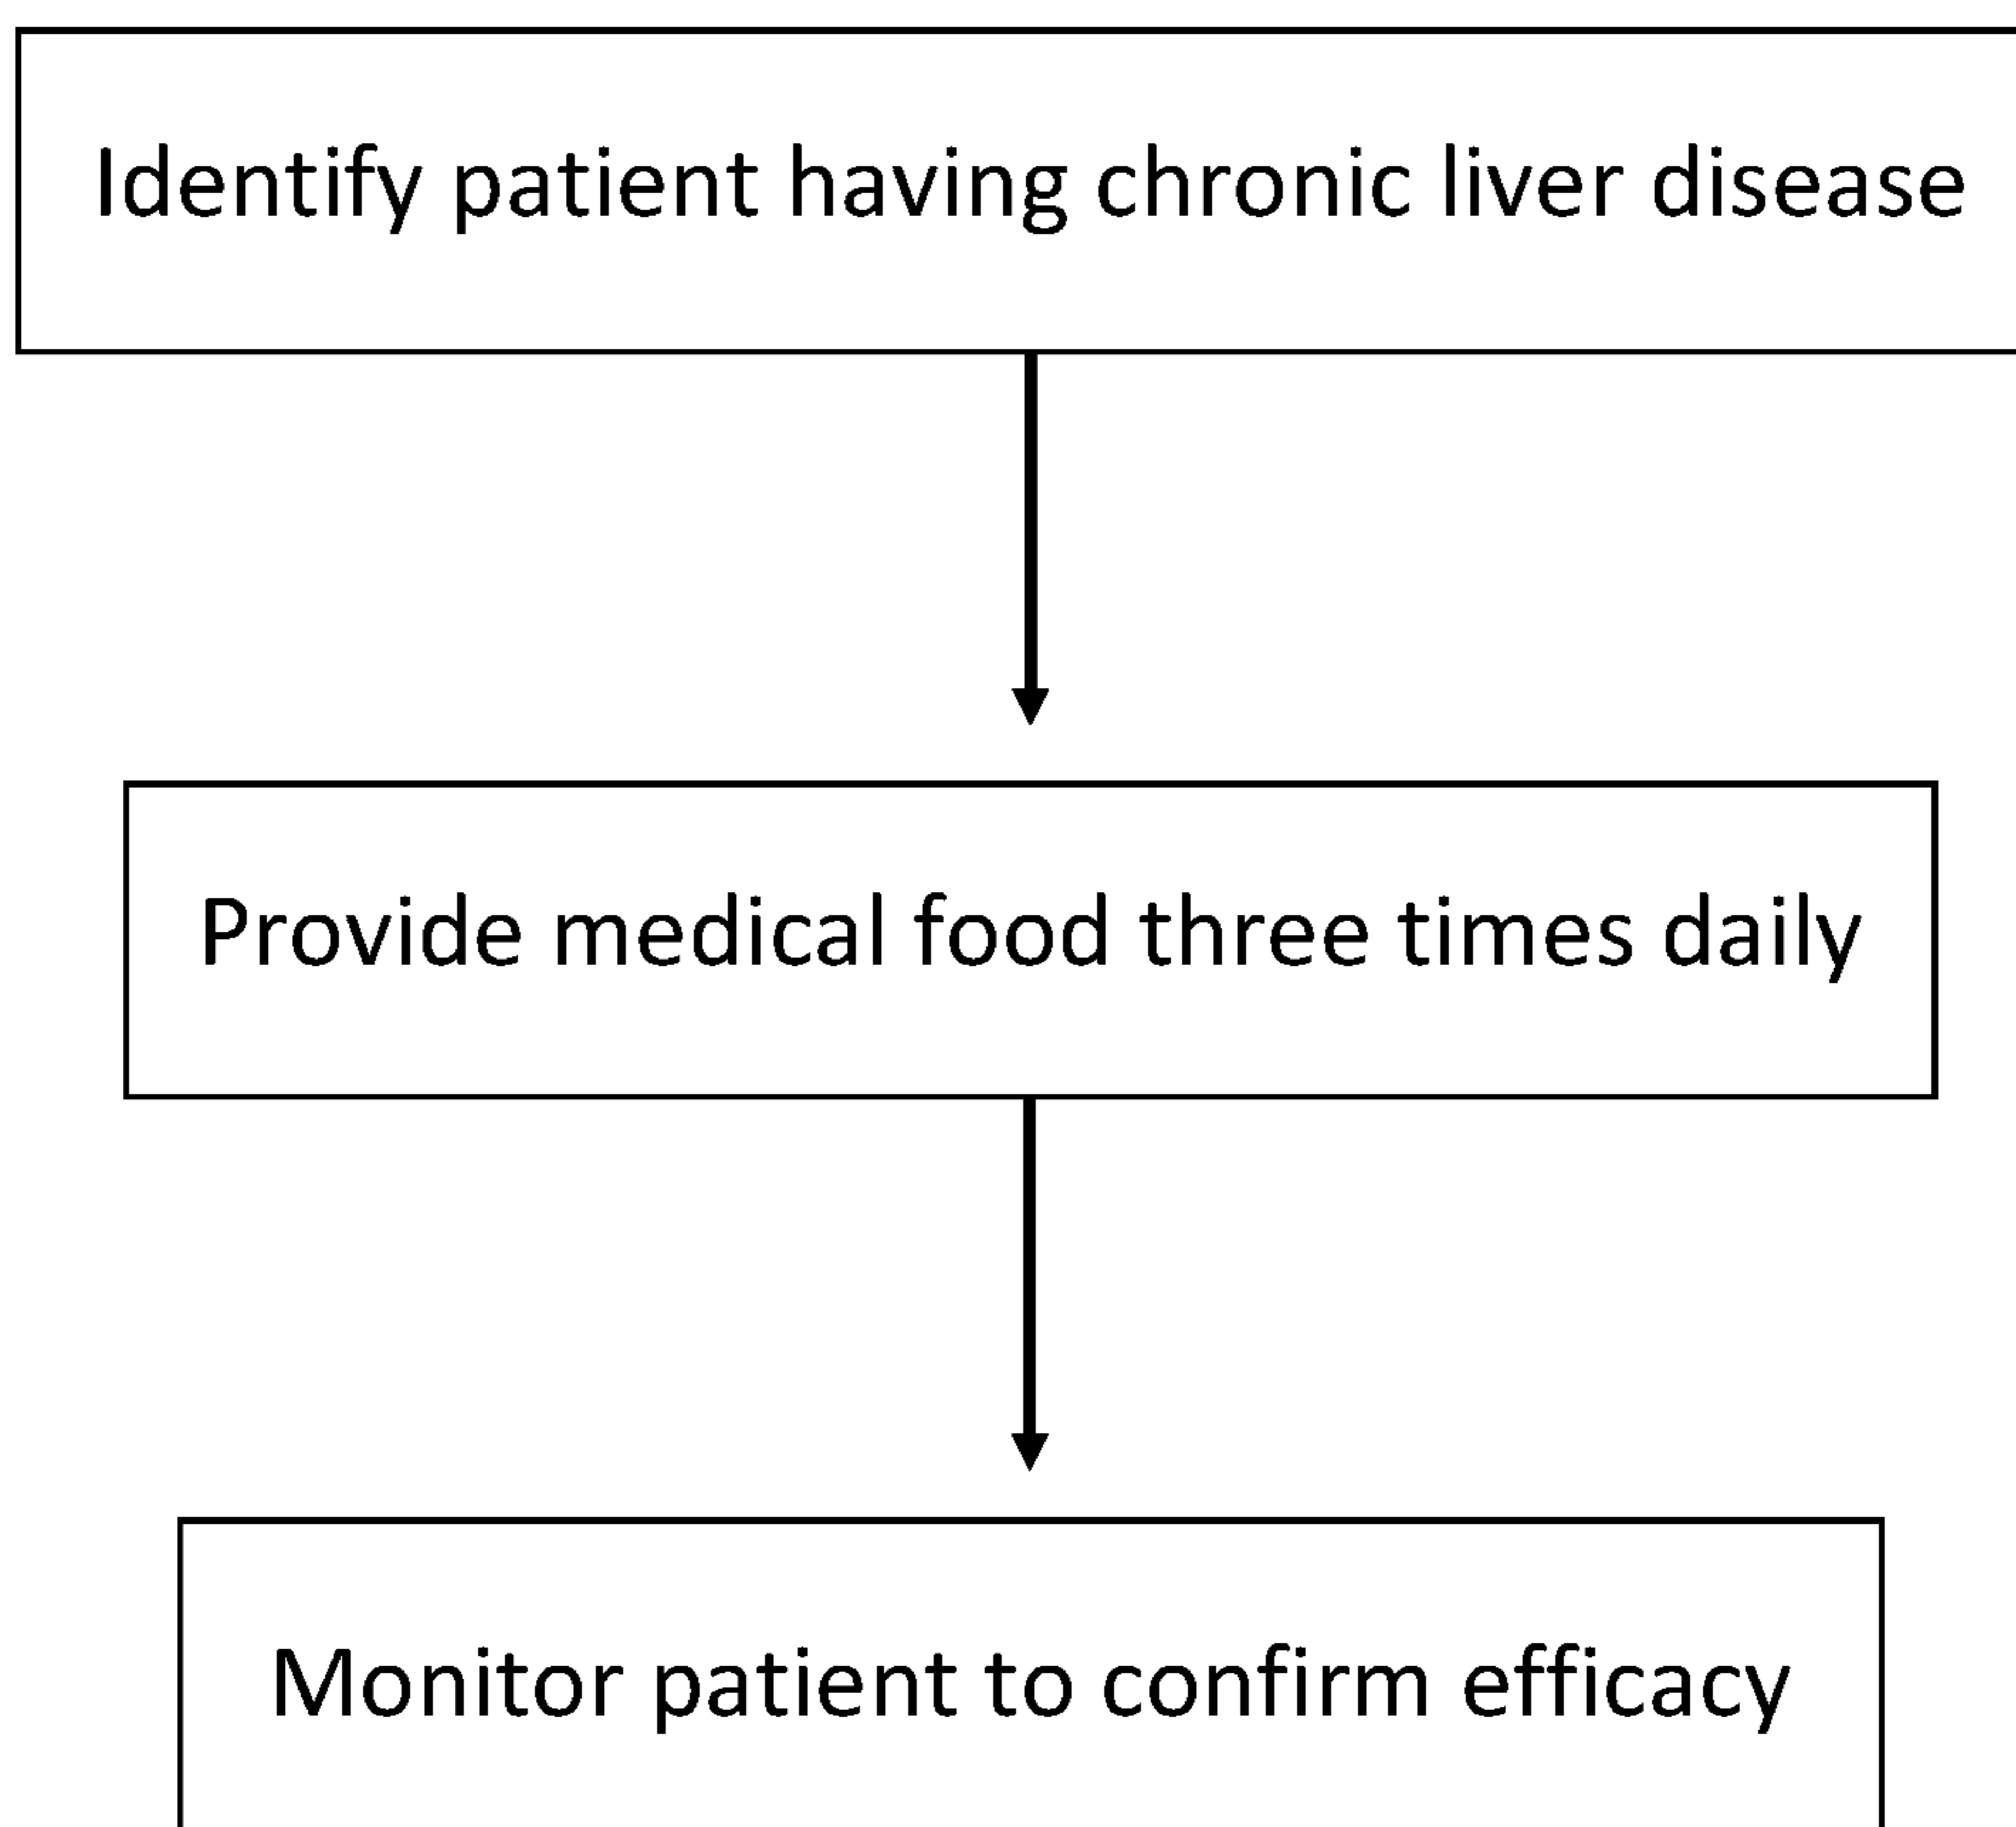 Identify patient having chronic liver disease
Provide medical food three times daily
Monitor patient to confirm efficacy